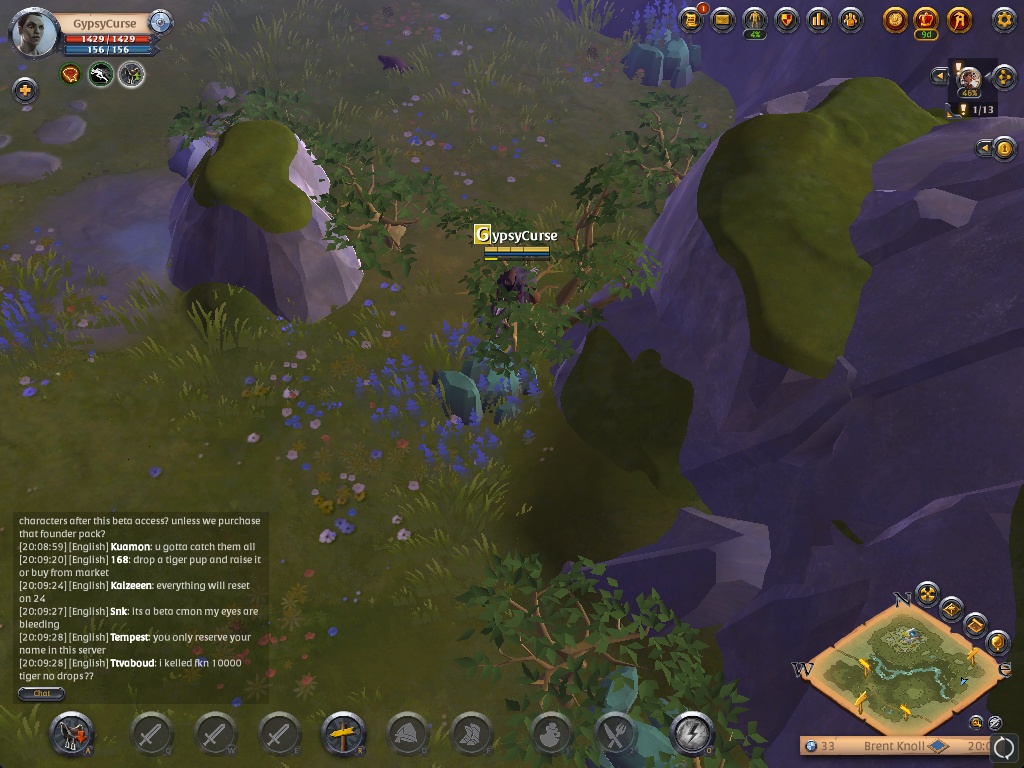 GypsyCurse
1429 / 1429
156 / 156
1
4%
9d
46%
1/13
GypsyCurse
characters after this beta access? unless we purchase
that founder pack?
[20:08:59] [English] Kuamon: u gotta catch them all
[20:09:20] [English] 168: drop a tiger pup and raise it
or buy from market
[20:09:24] [English] Kalzeeen: everything will reset
on 24
[20:09:27] [English] Snk: its a beta cmon my eyes are
bleeding
[20:09:28] [English] Tempest: you only reserve your
name in this server
[20:09:28] [English] Ttvaboud: i kelled fkn 10000
tiger no drops??
Chat
N
W
E
A
Q
W
E
R
D
F
33
Brent Knoll